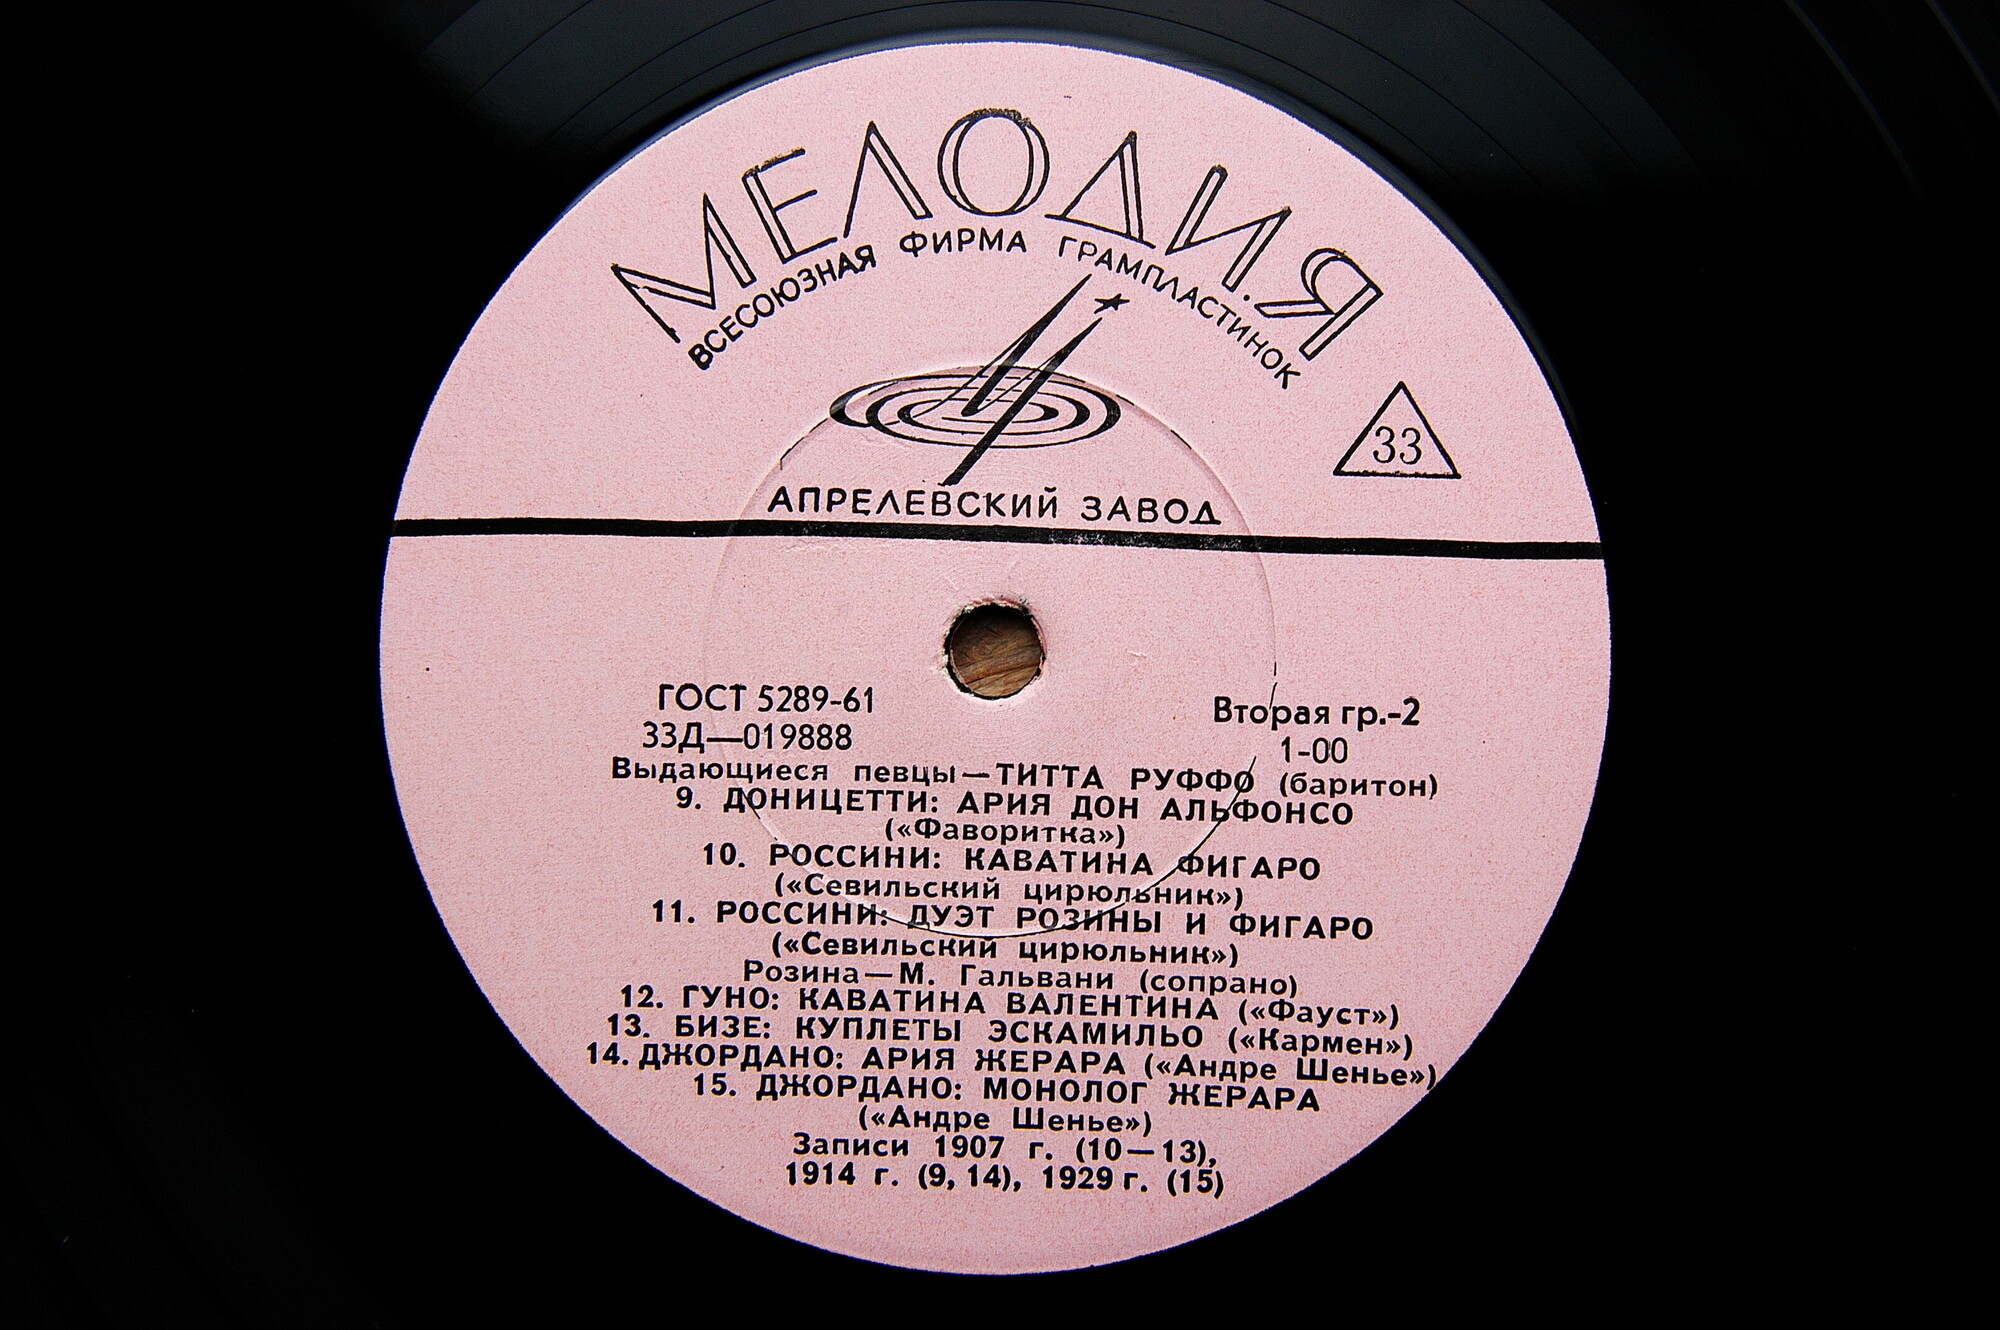 МЕЛОДИЯ
ВСЕСОЮЗНАЯ ФИРМА ГРАМПЛАСТИНОК
33
АПРЕЛЕВСКИЙ ЗАВОД
ГОСТ 5289-61 Вторая гр.-2
33Д—019888 1-00
Выдающиеся певцы—ТИТТА РУФФО (баритон)
9. ДОНИЦЕТТИ: АРИЯ ДОН АЛЬФОНСО
(«Фаворитка»)
10. РОССИНИ: КАВАТИНА ФИГАРО
(«Севильский цирюльник»)
11. РОССИНИ: ДУЭТ РОЗИНЫ И ФИГАРО
(«Севильский цирюльник»)
Розина—М. Гальвани (сопрано)
12. ГУНО: КАВАТИНА ВАЛЕНТИНА («Фауст»)
13. БИЗЕ: КУПЛЕТЫ ЭСКАМИЛЬО («Кармен»)
14. ДЖОРДАНО: АРИЯ ЖЕРАРА («Андре Шенье»)
15. ДЖОРДАНО: МОНОЛОГ ЖЕРАРА
(«Андре Шенье»)
Записи 1907 г. (10—13),
1914 г. (9, 14), 1929 г. (15)